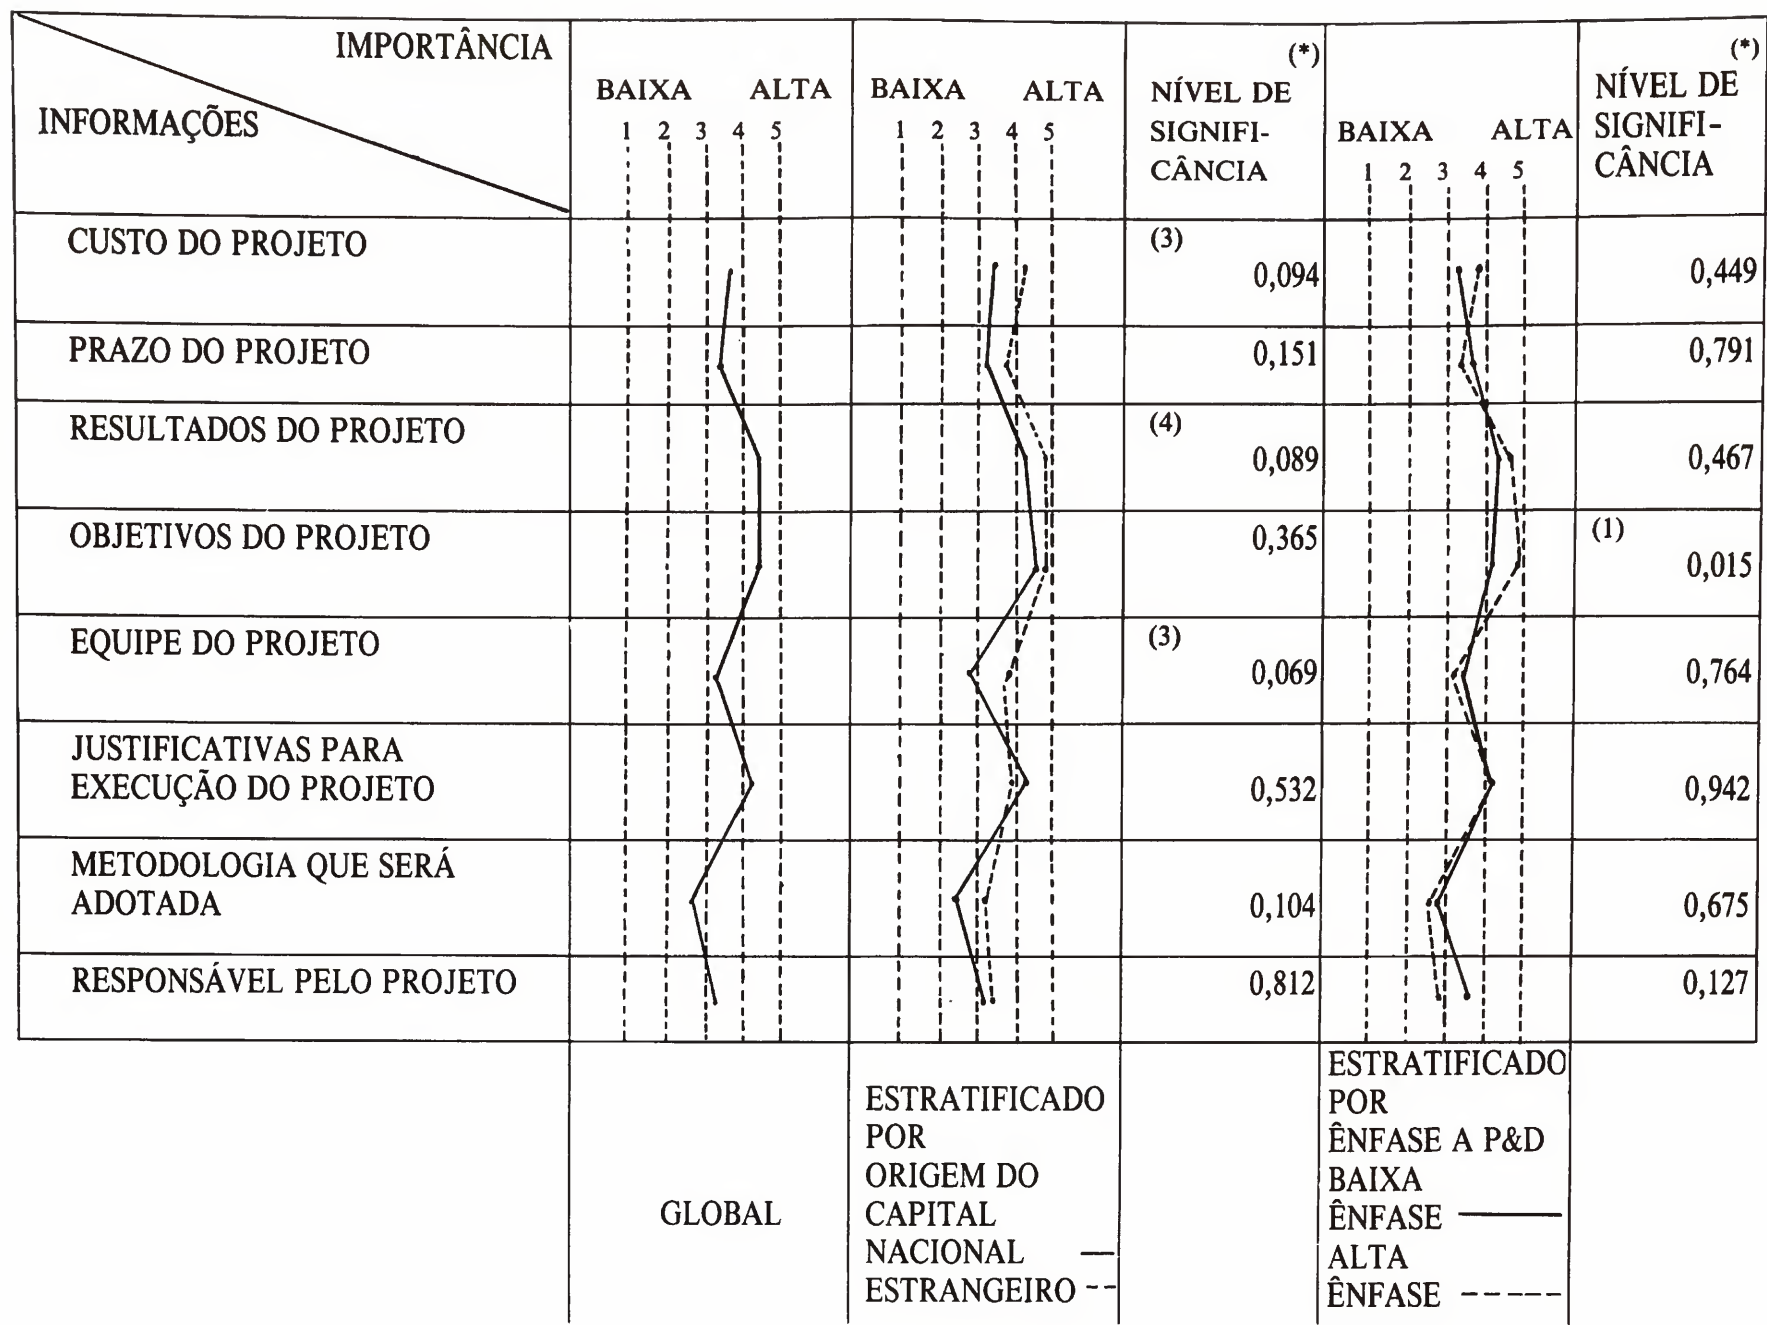 IMPORTÂNCIA
INFORMAÇÕES
BAIXA ALTA
1 2 3 4 5
BAIXA ALTA
1 2 3 4 5
(*)
NÍVEL DE
SIGNIFI-
CÂNCIA
BAIXA ALTA
1 2 3 4 5
(*)
NÍVEL DE
SIGNIFI-
CÂNCIA
CUSTO DO PROJETO
(3)
0,094
0,449
PRAZO DO PROJETO
0,151
0,791
RESULTADOS DO PROJETO
(4)
0,089
0,467
OBJETIVOS DO PROJETO
0,365
(1)
0,015
EQUIPE DO PROJETO
(3)
0,069
0,764
JUSTIFICATIVAS PARA
EXECUÇÃO DO PROJETO
0,532
0,942
METODOLOGIA QUE SERÁ
ADOTADA
0,104
0,675
RESPONSÁVEL PELO PROJETO
0,812
0,127
GLOBAL
ESTRATIFICADO
POR
ORIGEM DO
CAPITAL
NACIONAL
ESTRANGEIRO
ESTRATIFICADO
POR
ÊNFASE A P&D
BAIXA
ÊNFASE
ALTA
ÊNFASE